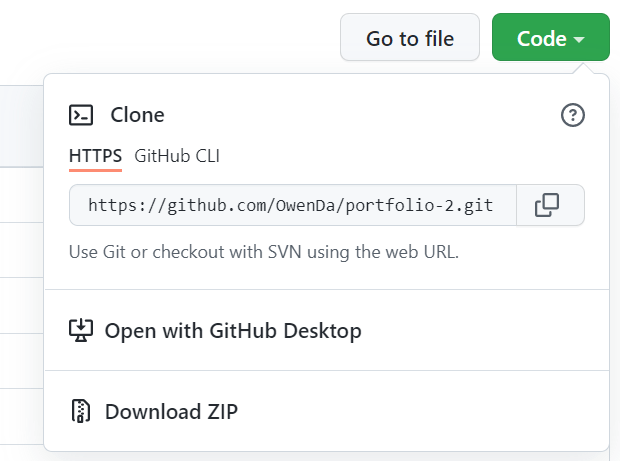 Go to file
Code
Clone
HTTPS GitHub CLI
https://github.com/OwenDa/portfolio-2.git
Use Git or checkout with SVN using the web URL.
Open with GitHub Desktop
Download ZIP